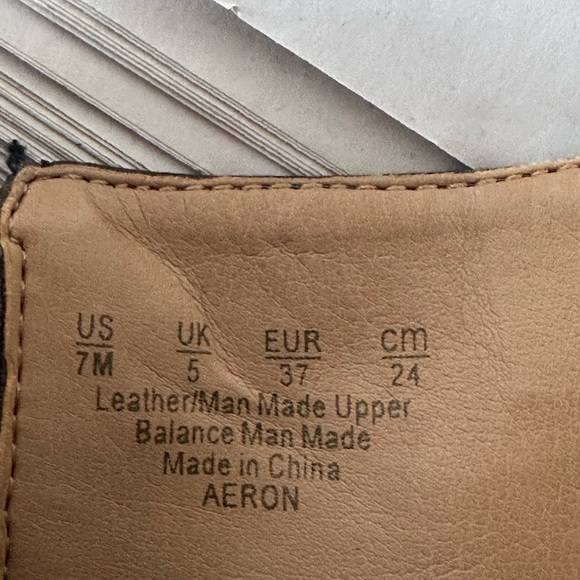 US UK EUR cm
7M 5 37 24
Leather/Man Made Upper
Balance Man Made
Made in China
AERON